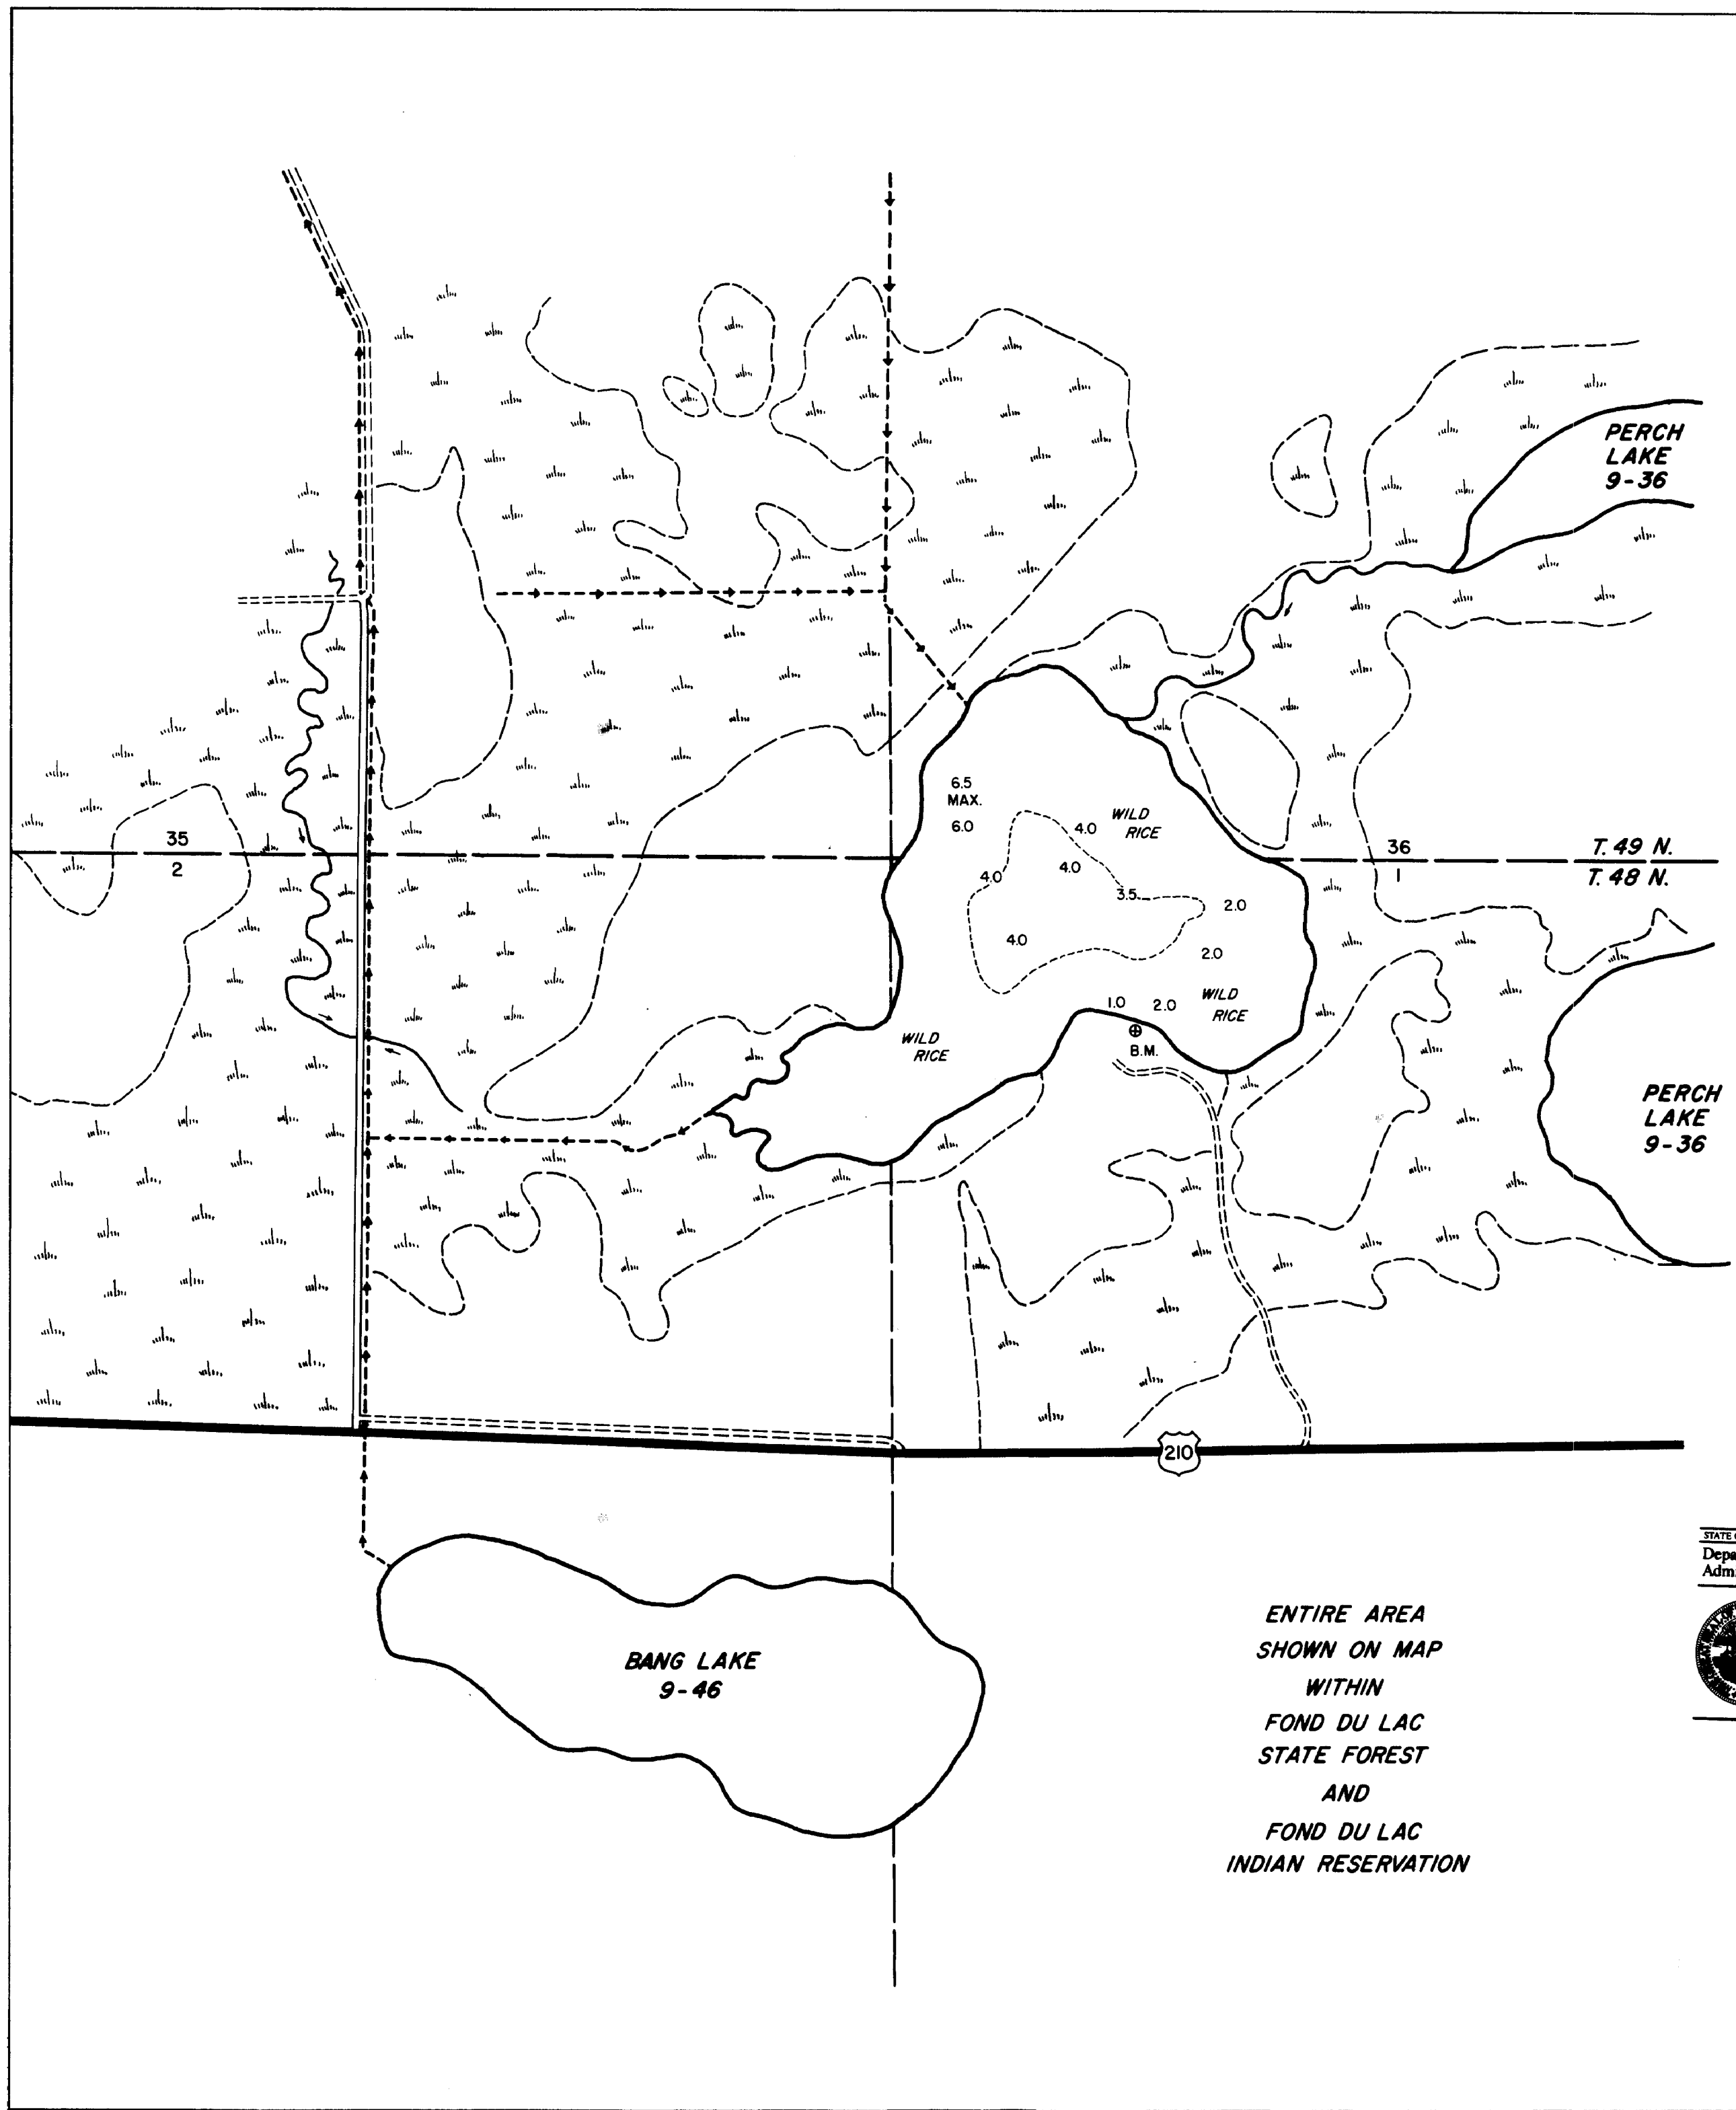 PERCH
LAKE
9-36
6.5
MAX.
6.0
4.0
WILD
RICE
35
2
36
1
T. 49 N.
T. 48 N.
4.0
4.0
3.5
2.0
4.0
2.0
1.0
2.0
WILD
RICE
WILD
RICE
B.M.
PERCH
LAKE
9-36
210
STATE
Depa
Adm.
BANG LAKE
9-46
ENTIRE AREA
SHOWN ON MAP
WITHIN
FOND DU LAC
STATE FOREST
AND
FOND DU LAC
INDIAN RESERVATION